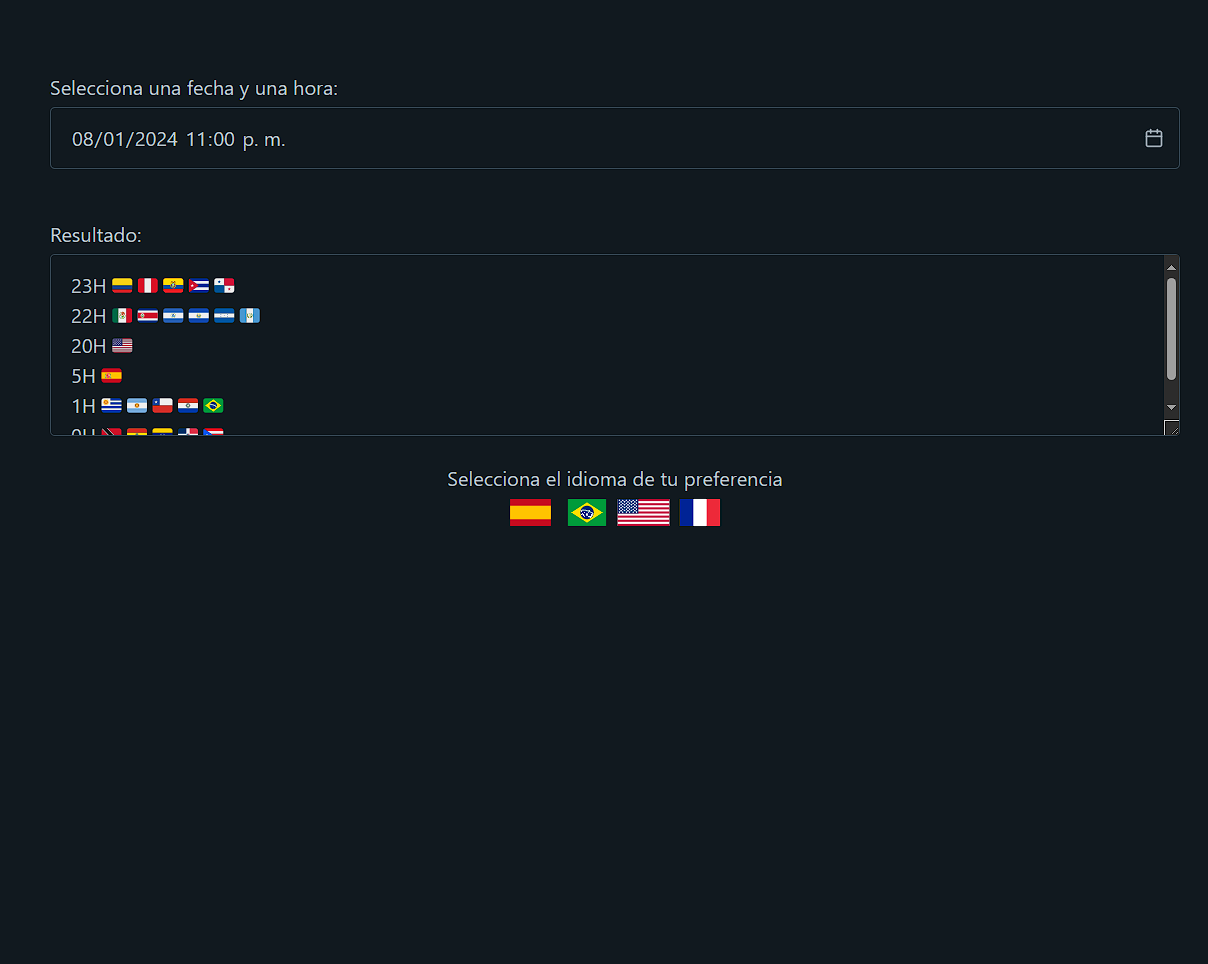 Selecciona una fecha y una hora:
08/01/2024 11:00 p. m.
Resultado:
23H 🇨🇴 🇵🇪 🇪🇨 🇨🇺 🇵🇦
22H 🇲🇽 🇨🇷 🇳🇮 🇸🇻 🇭🇳 🇬🇹
20H 🇺🇸
5H 🇪🇸
1H 🇺🇾 🇦🇷 🇨🇱 🇵🇾 🇧🇷
Selecciona el idioma de tu preferencia